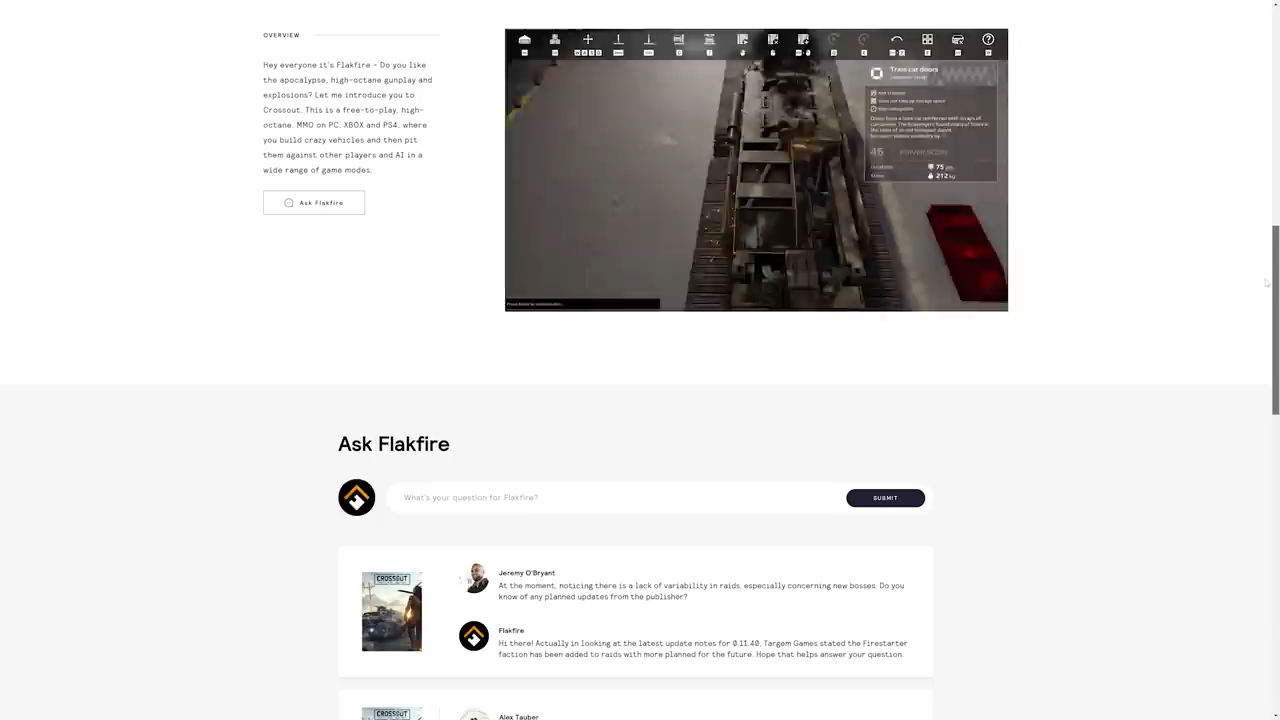 OVERVIEW
Hey everyone it's Flakfire – Do you like
the apocalypse, high-octane gunplay and
explosions? Let me introduce you to
Crossout. This is a free-to-play, high-
octane, MMO on PC, XBOX and PS4, where
you build crazy vehicles and then pit
them against other players and AI in a
wide range of game modes.
Ask Flakfire
Train car doors
POWER SCORE
75 pts.
212 kg
Ask Flakfire
What's your question for Flakfire?
SUBMIT
CROSSOUT
Jeremy O'Bryant
At the moment, noticing there is a lack of variability in raids, especially concerning new bosses. Do you
know of any planned updates from the publisher?
Flakfire
Hi there! Actually in looking at the latest update notes for 0.11.40, Targem Games stated the Firestarter
faction has been added to raids with more planned for the future. Hope that helps answer your question.
CROSSOUT
Alex Tauber